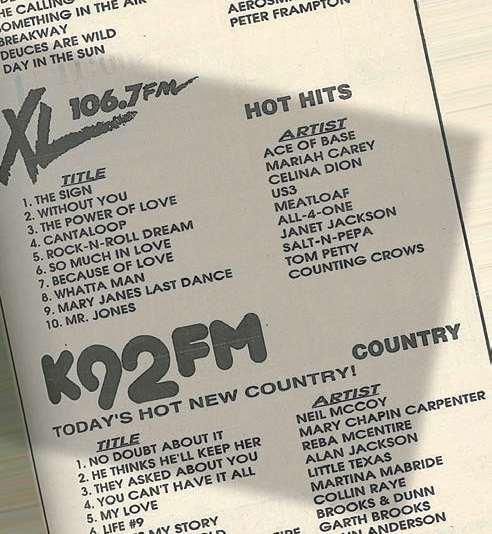 HE CALLING
SOMETHING IN THE AIR
BREAKWAY
DEUCES ARE WILD
DAY IN THE SUN
AEROSMI
PETER FRAMPTON
XL 106.7 FM
HOT HITS
TITLE
ARTIST
1. THE SIGN ACE OF BASE
2. WITHOUT YOU MARIAH CAREY
3. THE POWER OF LOVE CELINA DION
4. CANTALOOP US3
5. ROCK-N-ROLL DREAM MEATLOAF
6. SO MUCH IN LOVE ALL-4-ONE
7. BECAUSE OF LOVE JANET JACKSON
8. WHATTA MAN SALT-N-PEPA
9. MARY JANES LAST DANCE TOM PETTY
10. MR. JONES COUNTING CROWS
K92FM
COUNTRY
TODAY'S HOT NEW COUNTRY!
TITLE
ARTIST
1. NO DOUBT ABOUT IT NEIL MCCOY
2. HE THINKS HE'LL KEEP HER MARY CHAPIN CARPENTER
3. THEY ASKED ABOUT YOU REBA MCENTIRE
4. YOU CAN'T HAVE IT ALL ALAN JACKSON
5. MY LOVE LITTLE TEXAS
6. LIFE #9 MARTINA MABRIDE
MY STORY COLLIN RAYE
BROOKS & DUNN
GARTH BROOKS
ANDERSON